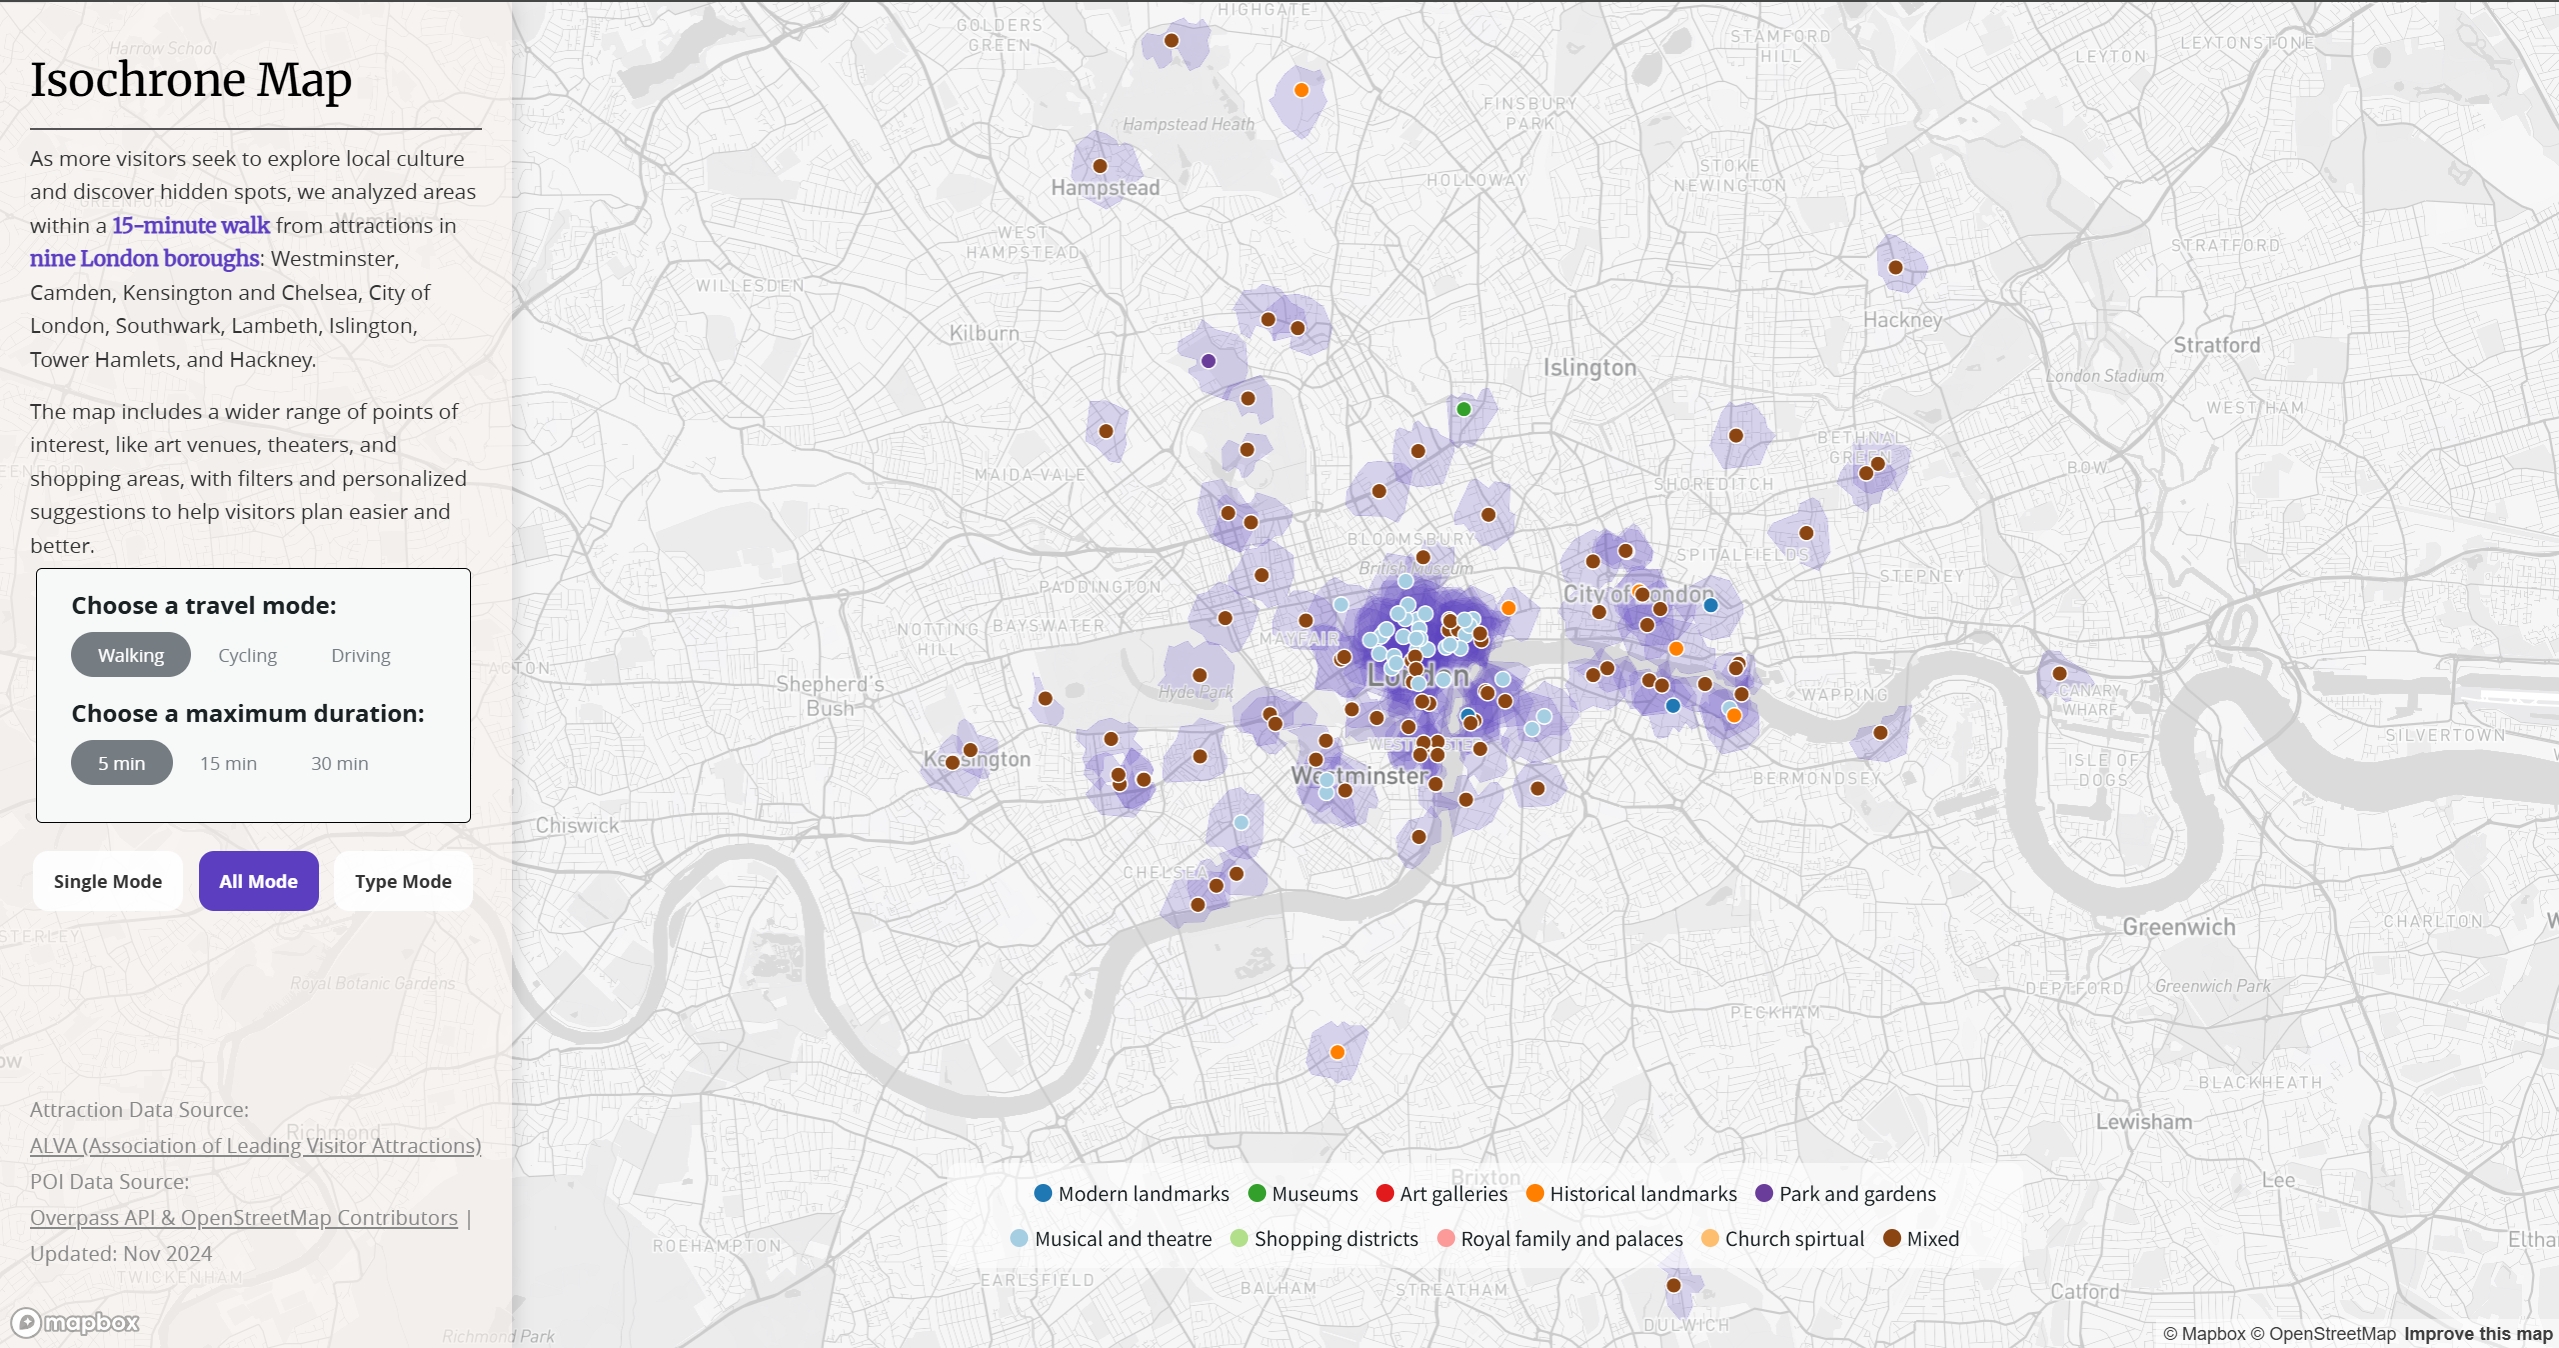 Isochrone Map
As more visitors seek to explore local culture
and discover hidden spots, we analyzed areas
within a 15-minute walk from attractions in
nine London boroughs: Westminster,
Camden, Kensington and Chelsea, City of
London, Southwark, Lambeth, Islington,
Tower Hamlets, and Hackney.
The map includes a wider range of points of
interest, like art venues, theaters, and
shopping areas, with filters and personalized
suggestions to help visitors plan easier and
better.
Choose a travel mode:
Walking Cycling Driving
Choose a maximum duration:
5 min 15 min 30 min
Single Mode All Mode Type Mode
Attraction Data Source:
ALVA (Association of Leading Visitor Attractions)
POI Data Source:
Overpass API & OpenStreetMap Contributors |
Updated: Nov 2024
mapbox
Harrow School
Wembley
Royal Botanic Gardens
Richmond
TWICKENHAM
Richmond Park
HIGHGATE
GOLDERS
GREEN
STAMFORD
HILL
LEYTON
LEYTONSTONE
FINSBURY
PARK
Hampstead Heath
Hampstead
HOLLOWAY
STOKE
NEWINGTON
WEST
HAMPSTEAD
STRATFORD
WILLESDEN
Kilburn
Hackney
Stratford
Islington
London Stadium
WEST HAM
BETHNAL
GREEN
BOW
MAIDA VALE
SHOREDITCH
BLOOMSBURY
British Museum
SPITALFIELDS
STEPNEY
PADDINGTON
City of London
NOTTING
HILL
BAYSWATER
MAYFAIR
ACTON
Shepherd's
Bush
Hyde Park
London
WAPPING
CANARY
WHARF
SILVERTOWN
Kensington
Westminster
BERMONDSEY
ISLE OF
DOGS
Chiswick
CHELSEA
Greenwich
CHARLTON
DEPTFORD
Greenwich Park
PECKHAM
BLACKHEATH
Lewisham
Brixton
Lee
Modern landmarks Museums Art galleries Historical landmarks Park and gardens
Musical and theatre Shopping districts Royal family and palaces Church spirtual Mixed
ROEHAMPTON
EARLSFIELD
BALHAM
STREATHAM
Catford
DULWICH
© Mapbox © OpenStreetMap Improve this map